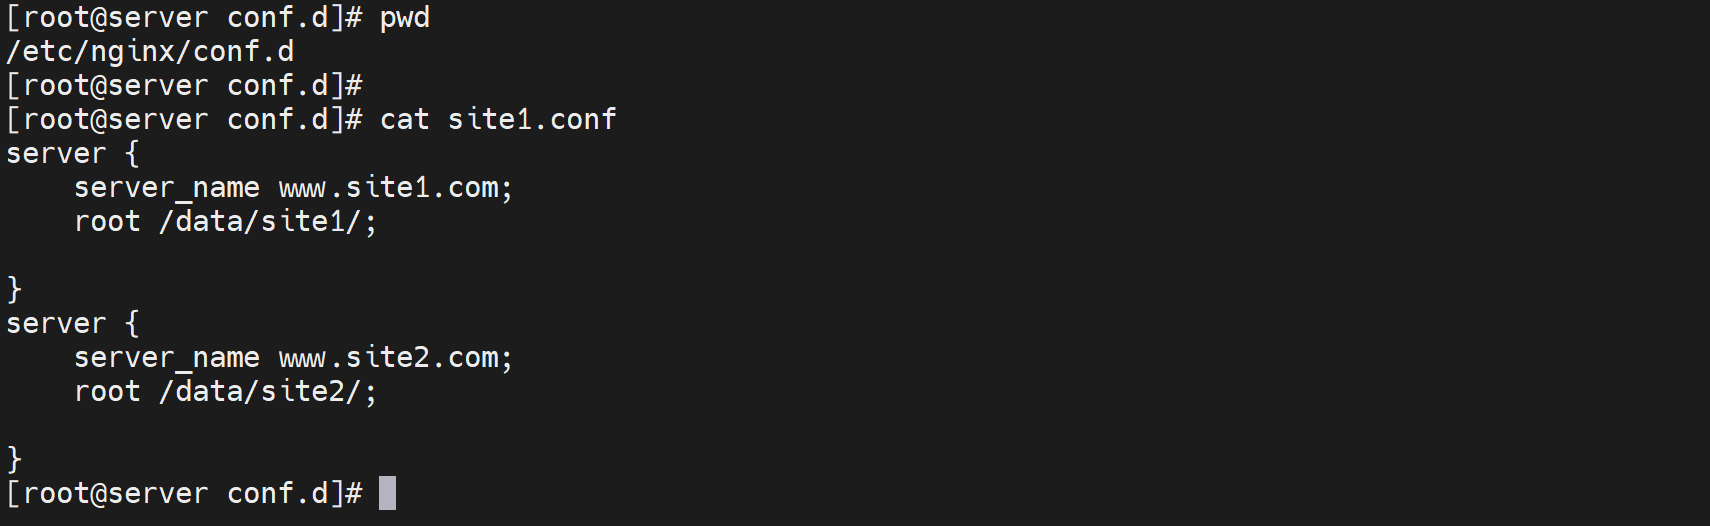 [root@server conf.d]# pwd
/etc/nginx/conf.d
[root@server conf.d]#
[root@server conf.d]# cat site1.conf
server {
    server_name www.site1.com;
    root /data/site1/;

}
server {
    server_name www.site2.com;
    root /data/site2/;

}
[root@server conf.d]#